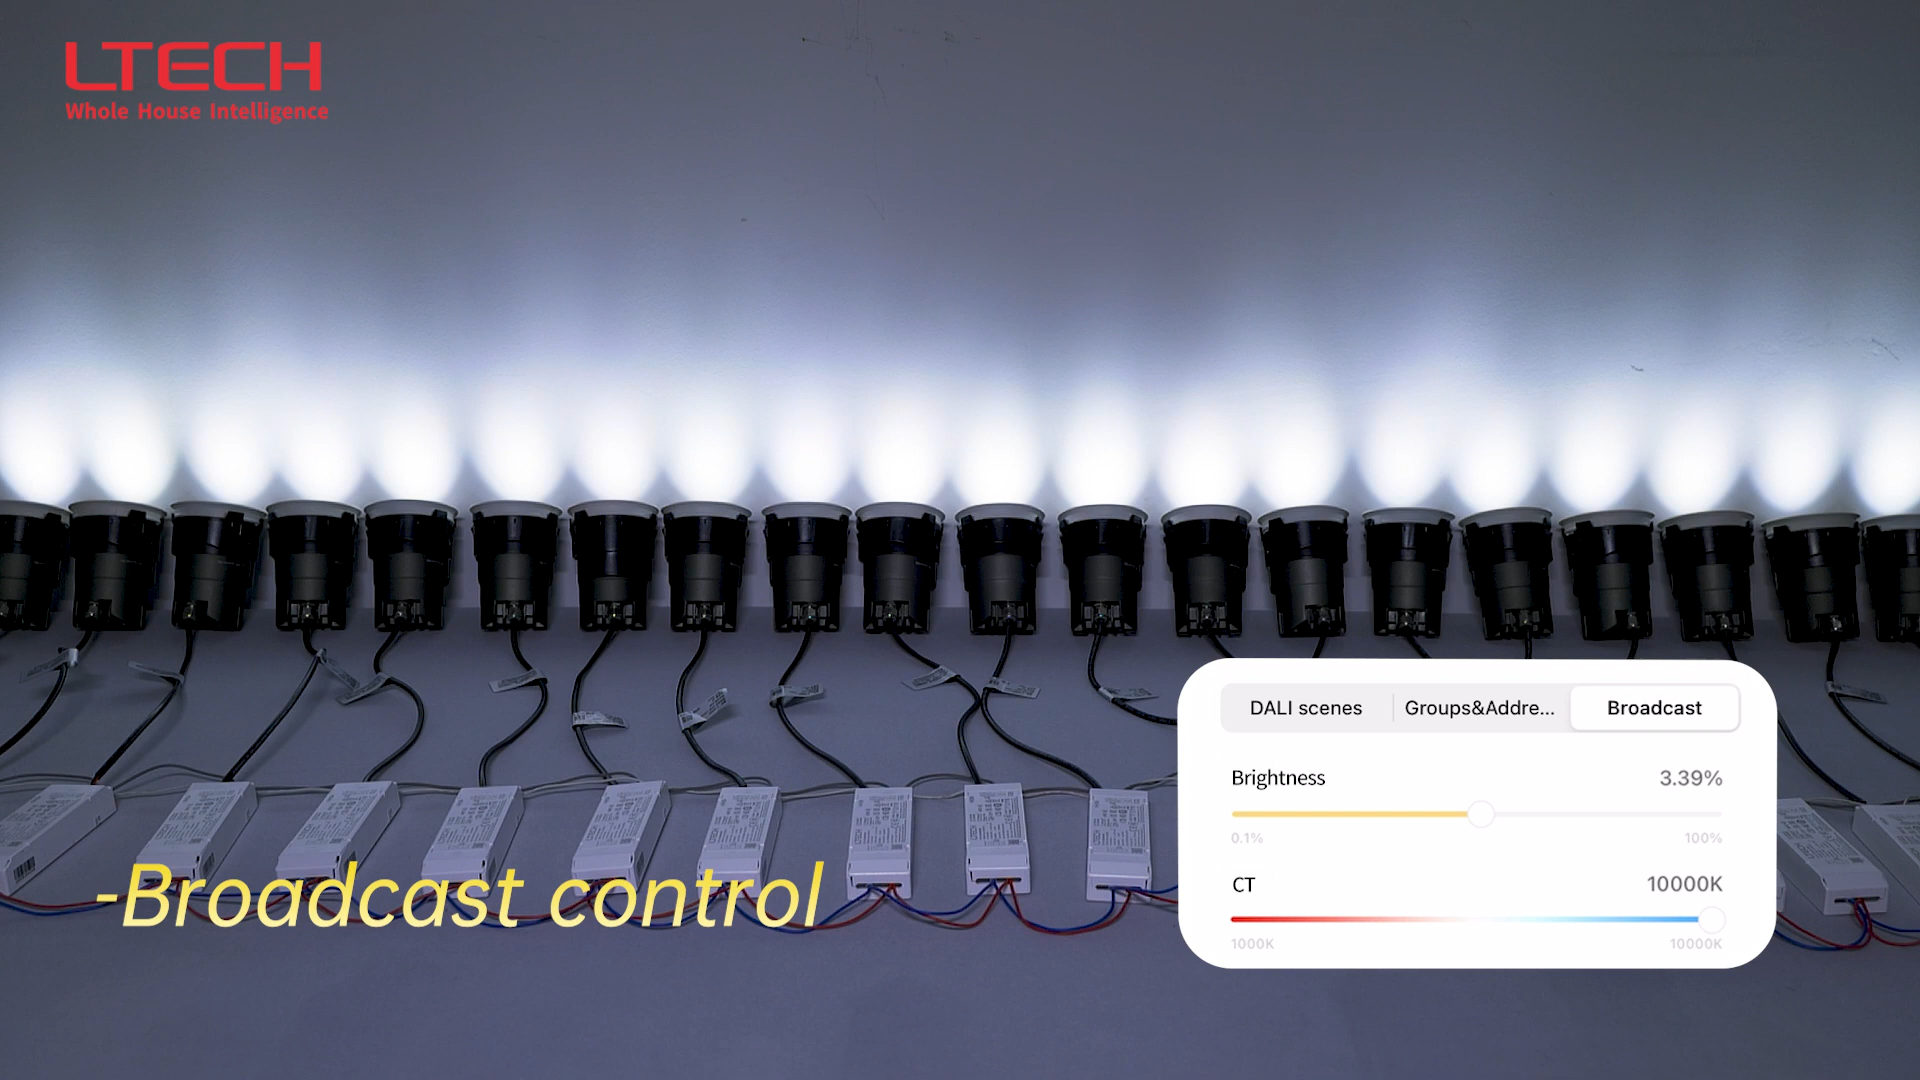 LTECH
Whole House Intelligence
DALI scenes
Groups&Addre...
Broadcast
Brightness
3.39%
0.1%
100%
CT
10000K
1000K
10000K
-Broadcast control